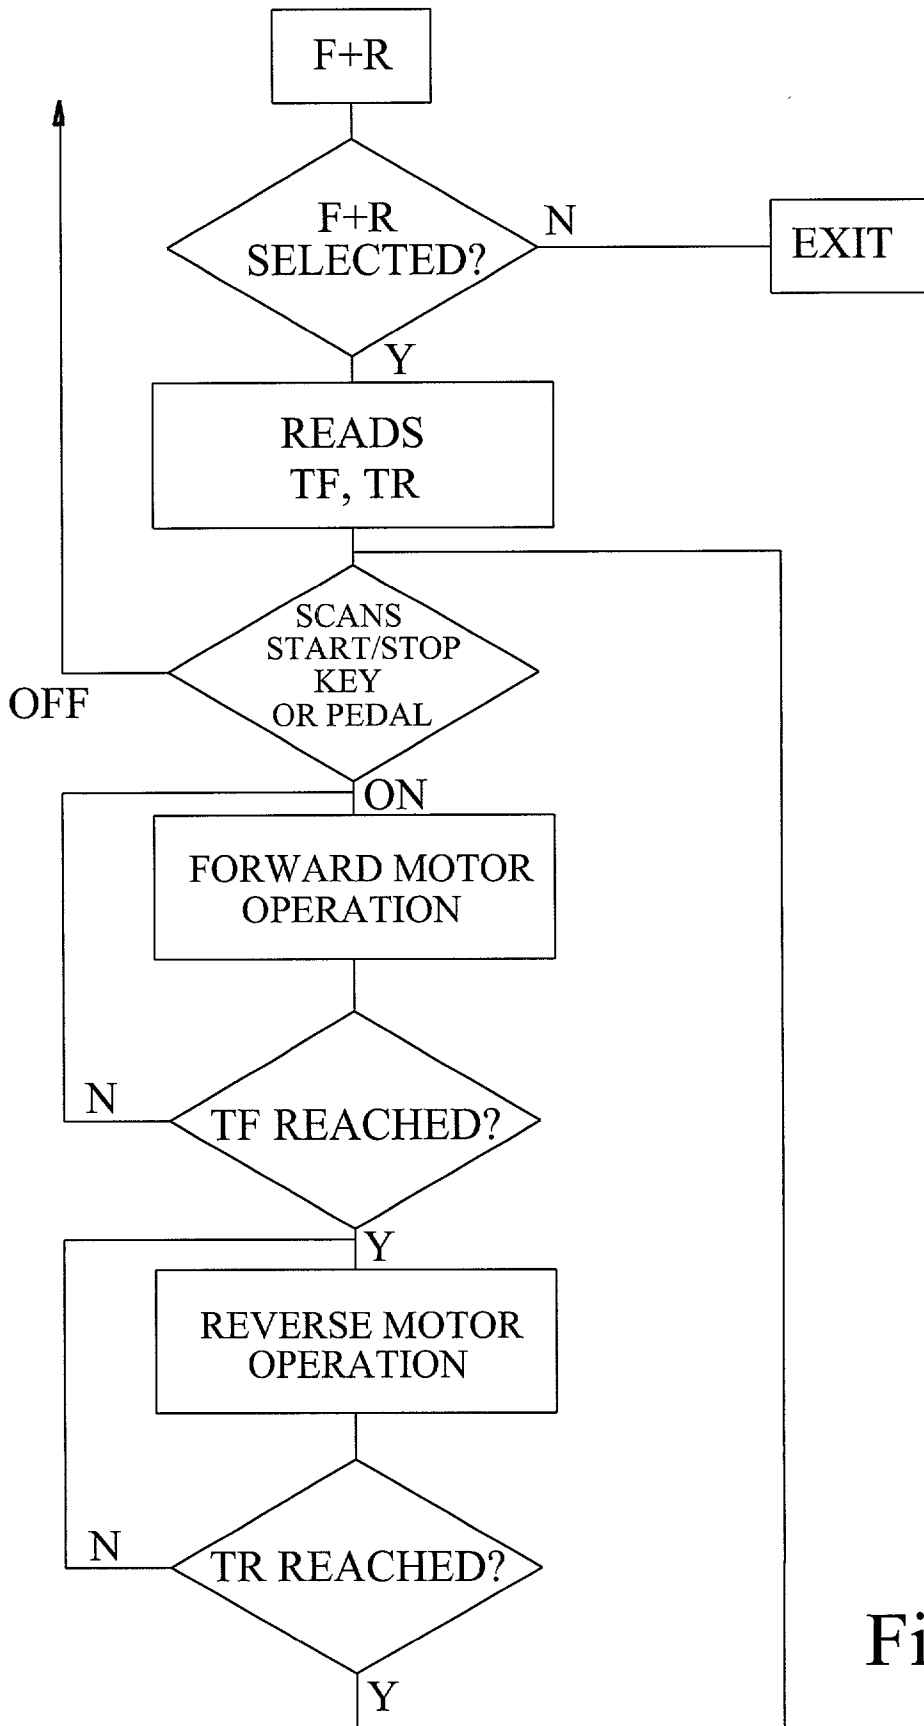 F+R
F+R
SELECTED?
N
EXIT
Y
READS
TF, TR
SCANS
START/STOP
KEY
OR PEDAL
OFF
ON
FORWARD MOTOR
OPERATION
N
TF REACHED?
Y
REVERSE MOTOR
OPERATION
N
TR REACHED?
Y
Fi